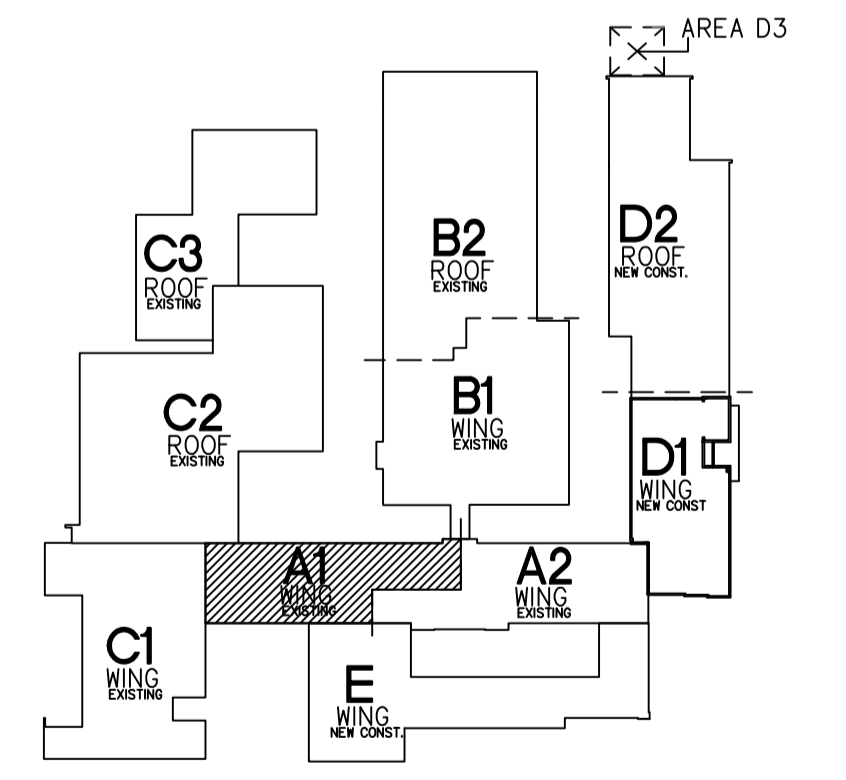 AREA D3
C3
ROOF
EXISTING
B2
ROOF
EXISTING
D2
ROOF
NEW CONST.
C2
ROOF
EXISTING
B1
WING
EXISTING
D1
WING
NEW CONST
A1
WING
EXISTING
A2
WING
EXISTING
C1
WING
EXISTING
E
WING
NEW CONST.